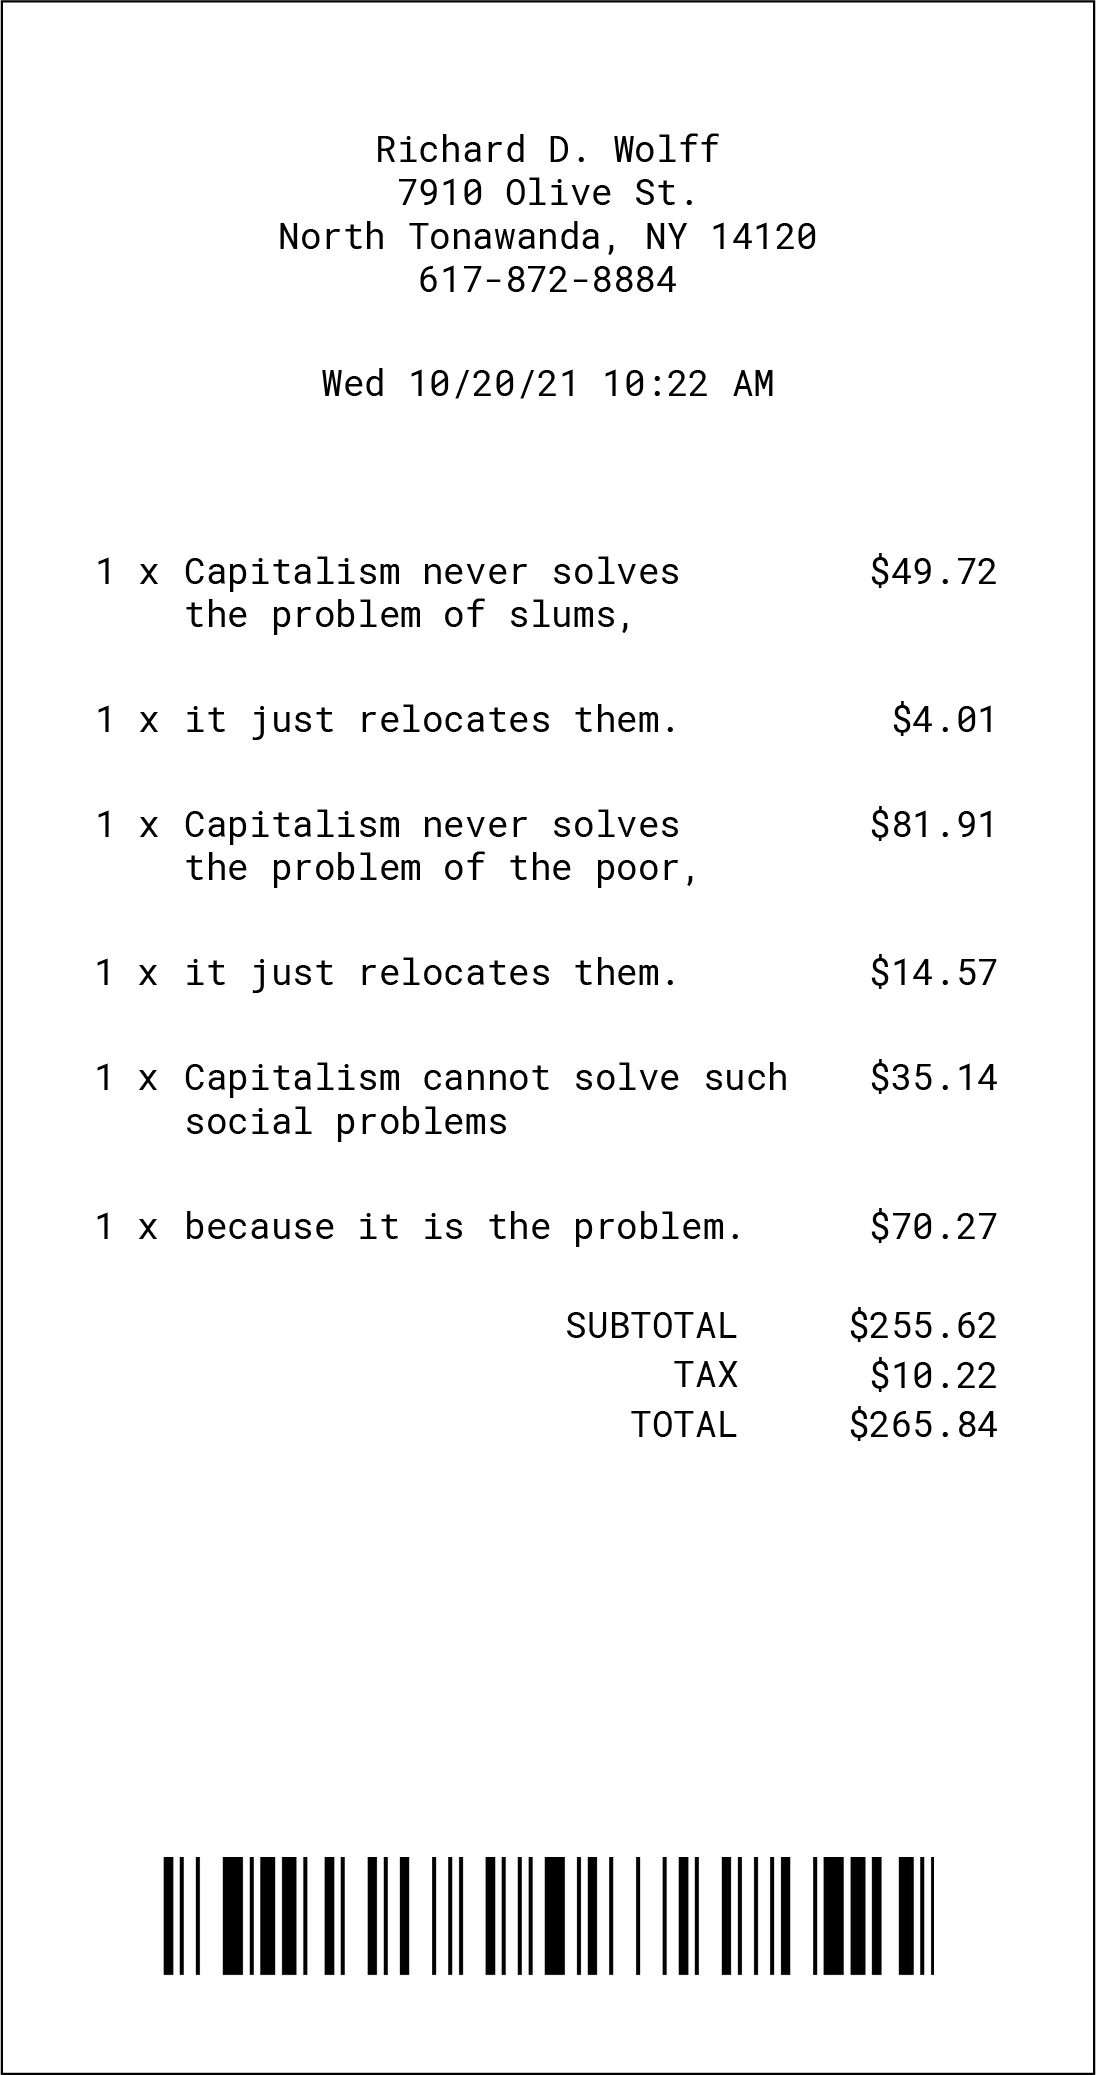 Richard D. Wolff
7910 Olive St.
North Tonawanda, NY 14120
617-872-8884
Wed 10/20/21 10:22 AM
1 x Capitalism never solves $49.72
the problem of slums,
1 x it just relocates them. $4.01
1 x Capitalism never solves $81.91
the problem of the poor,
1 x it just relocates them. $14.57
1 x Capitalism cannot solve such $35.14
social problems
1 x because it is the problem. $70.27
SUBTOTAL $255.62
TAX $10.22
TOTAL $265.84